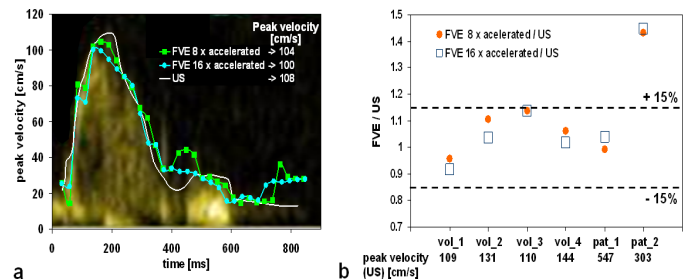 120
100
80
60
40
20
0
peak velocity [cm/s]
Peak velocity
[cm/s]
FVE 8 x accelerated -> 104
FVE 16 x accelerated -> 100
US -> 108
0 200 400 600 800
time [ms]
a
1.5
1.4
1.3
1.2
1.1
1
0.9
0.8
0.7
FVE / US
FVE 8 x acelerated / US
FVE 16 x accelerated / US
+ 15%
- 15%
vol_1 vol_2 vol_3 vol_4 pat_1 pat_2
peak velocity 109 131 110 144 547 303
(US) [cm/s]
b